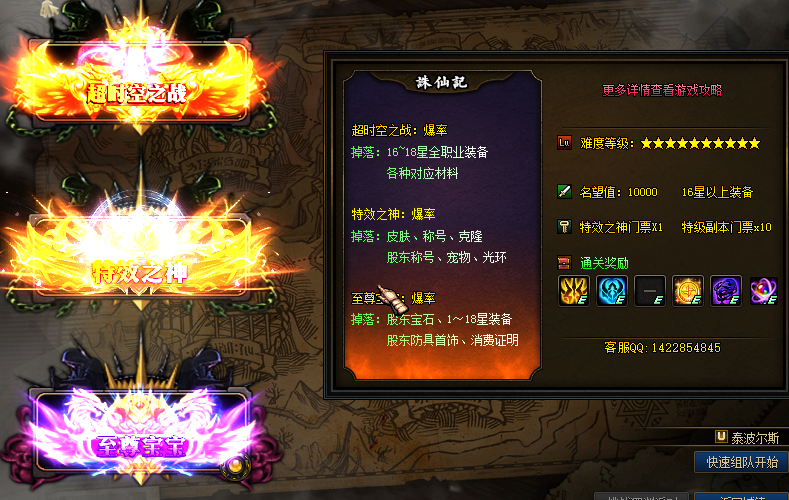 超时空之战
特效之神
至尊宝宝
誅仙記
超时空之战：爆率
掉落：16~18星全职业装备
各种对应材料
特效之神：爆率
掉落：皮肤、称号、克隆
股东称号、宠物、光环
至尊宝 ：爆率
掉落：股东宝石、1～18星装备
股东防具首饰、消费证明
更多详情查看游戏攻略
Lv 难度等级：★★★★★★★★★★
名望值：10000 16星以上装备
特效之神门票X1 特级副本门票x10
通关奖励
E E E E E E
客服QQ:1422854845
U 泰波尔斯
快速组队开始